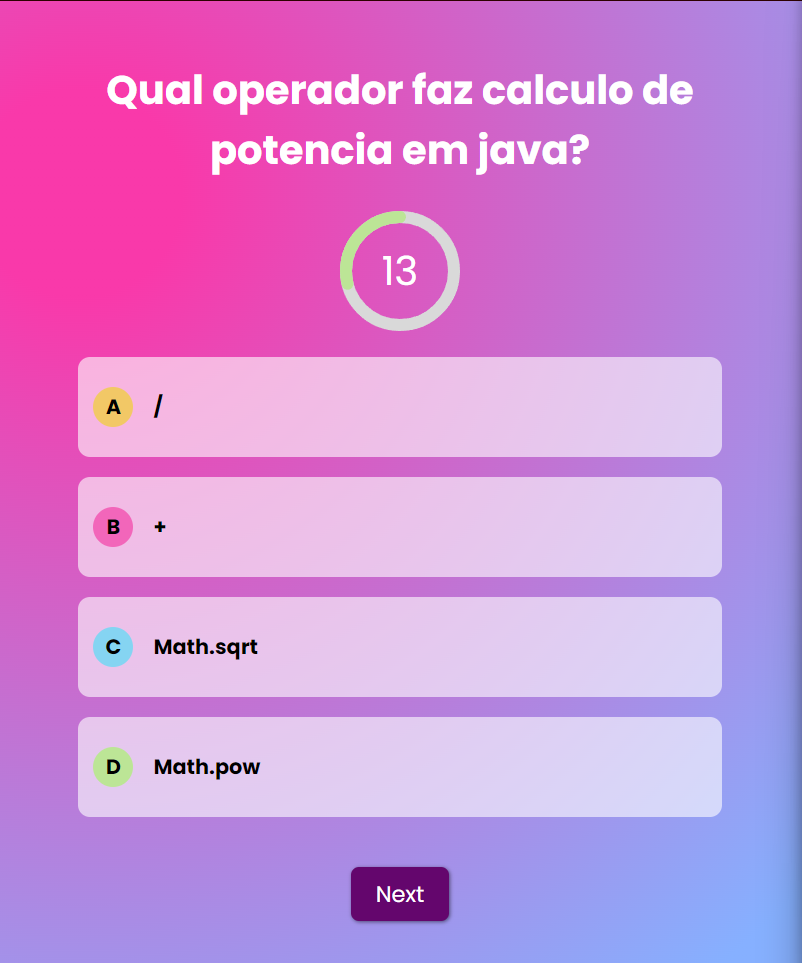 Qual operador faz calculo de
potencia em java?
13
A /
B +
C Math.sqrt
D Math.pow
Next